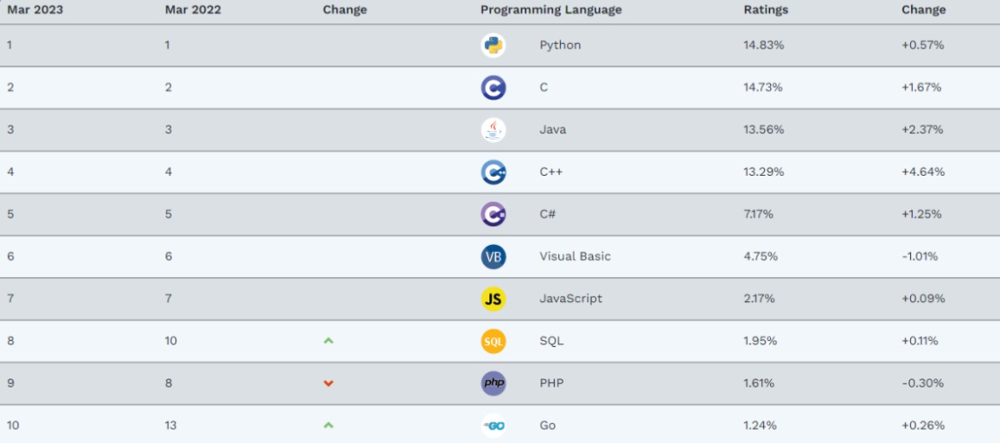 Mar 2023 Mar 2022 Change Programming Language Ratings Change
1 1 Python 14.83% +0.57%
2 2 C C 14.73% +1.67%
3 3 Java 13.56% +2.37%
4 4 C++ C++ 13.29% +4.64%
5 5 C# C# 7.17% +1.25%
6 6 VB Visual Basic 4.75% -1.01%
7 7 JS JavaScript 2.17% +0.09%
8 10 SQL SQL 1.95% +0.11%
9 8 php PHP 1.61% -0.30%
10 13 GO Go 1.24% +0.26%